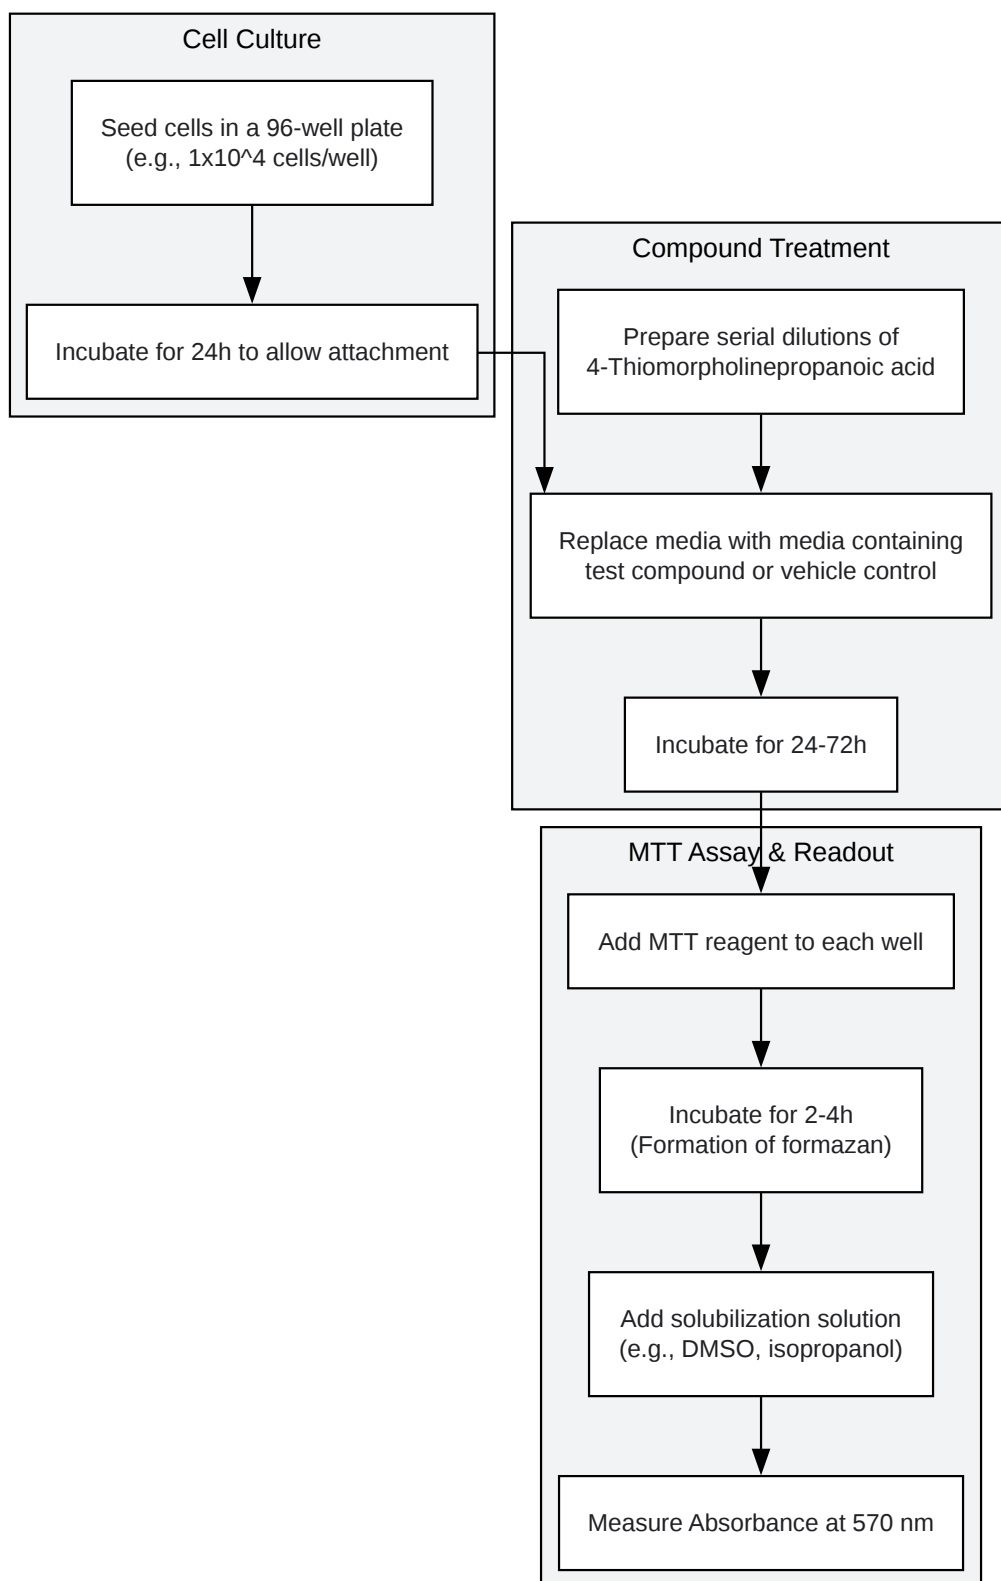 Cell Culture
Seed cells in a 96-well plate
(e.g., 1x10^4 cells/well)
Incubate for 24h to allow attachment
Compound Treatment
Prepare serial dilutions of
4-Thiomorpholinepropanoic acid
Replace media with media containing
test compound or vehicle control
Incubate for 24-72h
MTT Assay & Readout
Add MTT reagent to each well
Incubate for 2-4h
(Formation of formazan)
Add solubilization solution
(e.g., DMSO, isopropanol)
Measure Absorbance at 570 nm